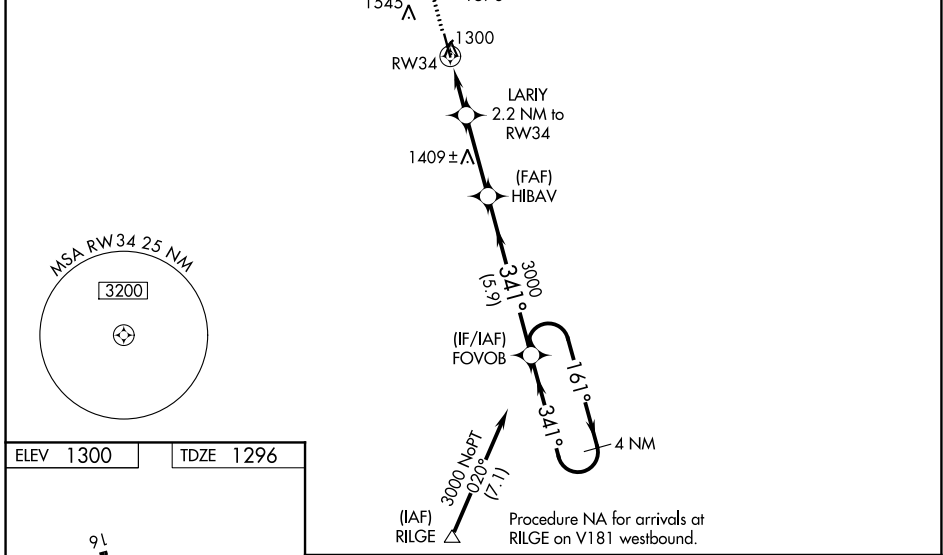 1545
1300
RW34
LARIY
2.2 NM to
RW34
1409±
(FAF)
HIBAV
MSA RW34 25 NM
3200
3000
341°
(5.9)
(IF/IAF)
FOVOB
161°
341°
4 NM
ELEV 1300
TDZE 1296
3000 NoPT
020°
(7.1)
(IAF)
RILGE
Procedure NA for arrivals at
RILGE on V181 westbound.
16